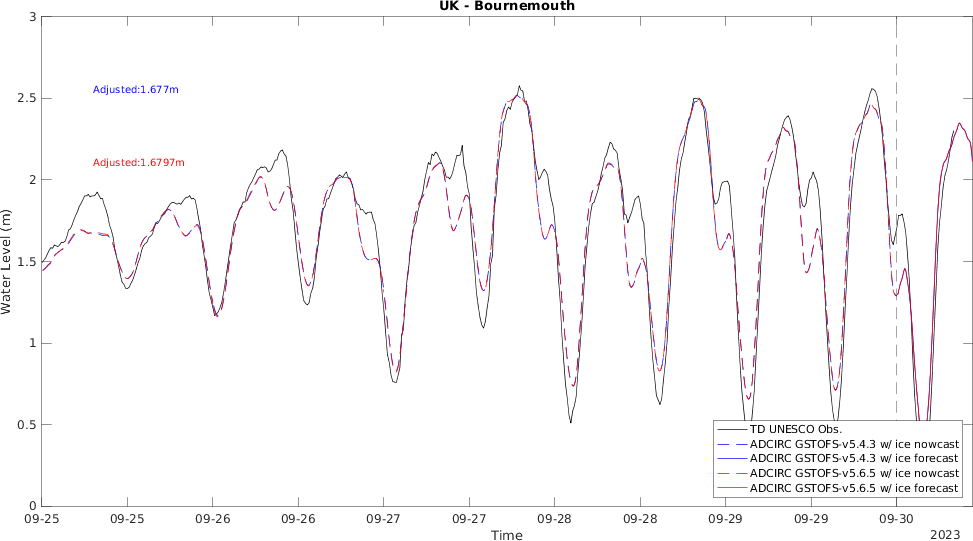 UK - Bournemouth
3
2.5
2
1.5
1
0.5
0
Water Level (m)
Adjusted:1.677m
Adjusted:1.6797m
TD UNESCO Obs.
ADCIRC GSTOFS-v5.4.3 w/ ice nowcast
ADCIRC GSTOFS-v5.4.3 w/ ice forecast
ADCIRC GSTOFS-v5.6.5 w/ ice nowcast
ADCIRC GSTOFS-v5.6.5 w/ ice forecast
09-25 09-25 09-26 09-26 09-27 09-27 09-28 09-28 09-29 09-29 09-30
Time
2023